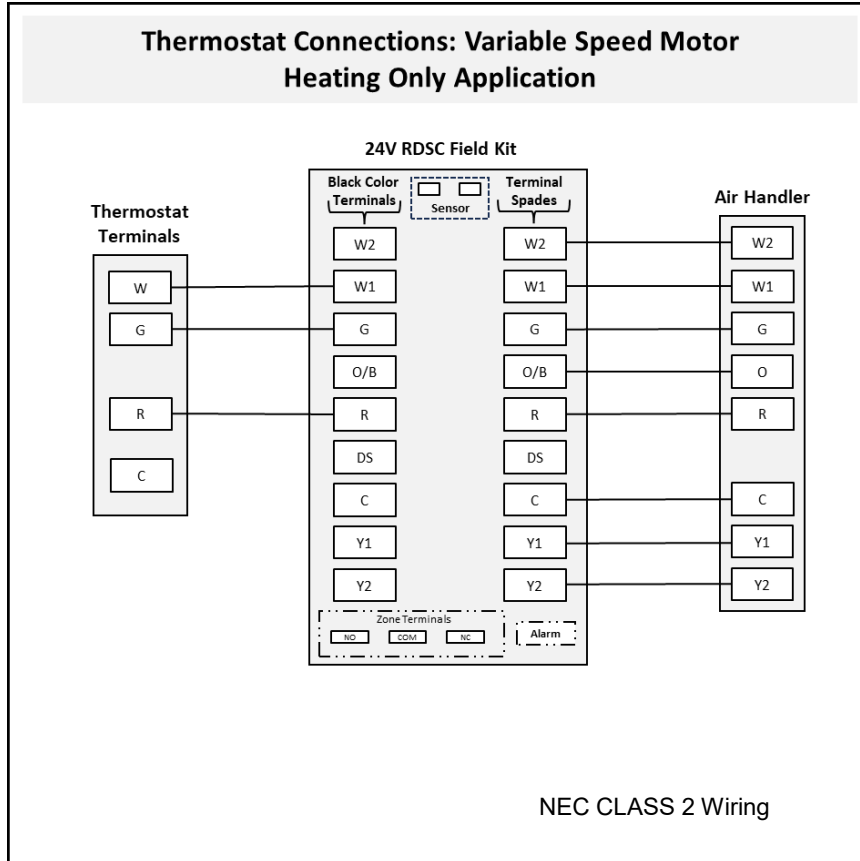 Thermostat Connections: Variable Speed Motor
Heating Only Application
24V RDSC Field Kit
Black Color
Terminals
Sensor
Terminal
Spades
Thermostat
Terminals
Air Handler
W
G
R
C
W2
W1
G
O/B
R
DS
C
Y1
Y2
W2
W1
G
O/B
R
DS
C
Y1
Y2
W2
W1
G
O
R
C
Y1
Y2
Zone Terminals
NO
COM
NC
Alarm
NEC CLASS 2 Wiring